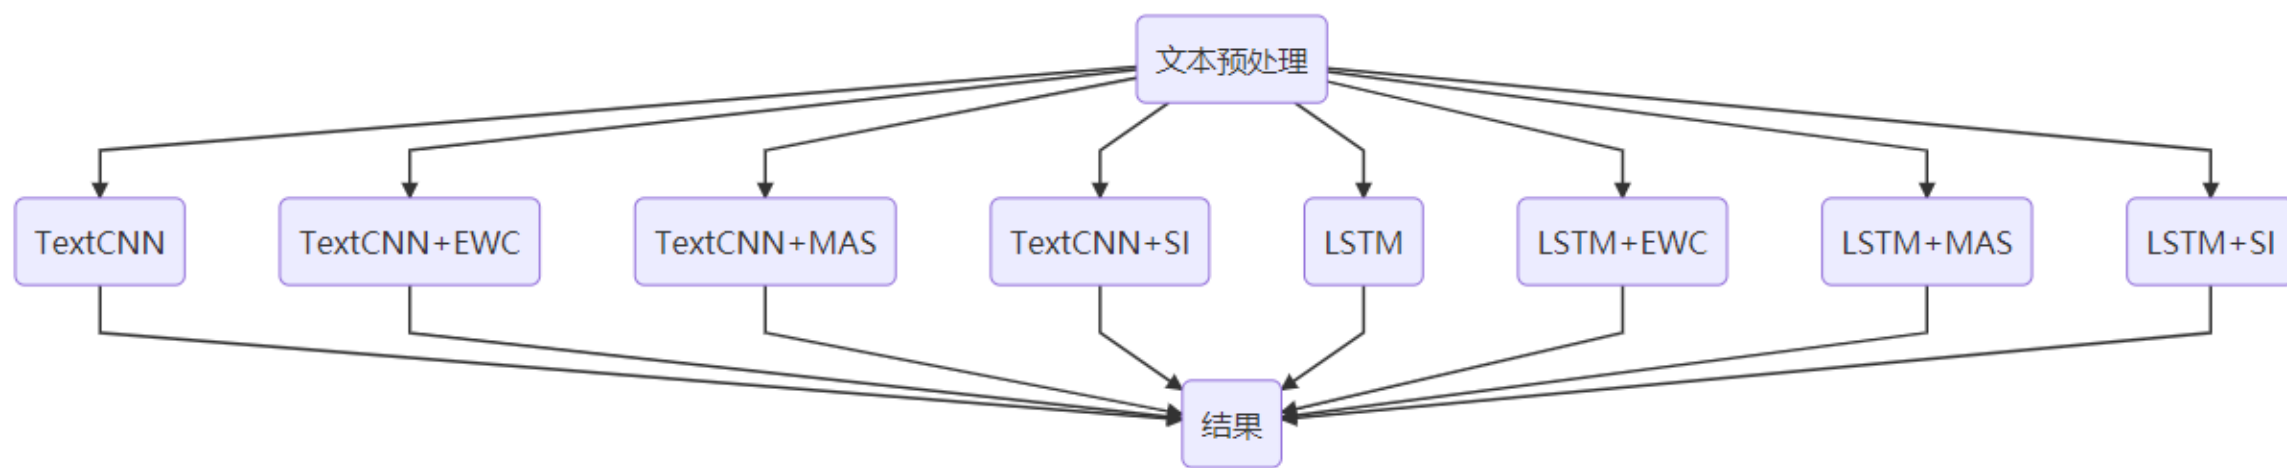 文本预处理
TextCNN
TextCNN+EWC
TextCNN+MAS
TextCNN+SI
LSTM
LSTM+EWC
LSTM+MAS
LSTM+SI
结果